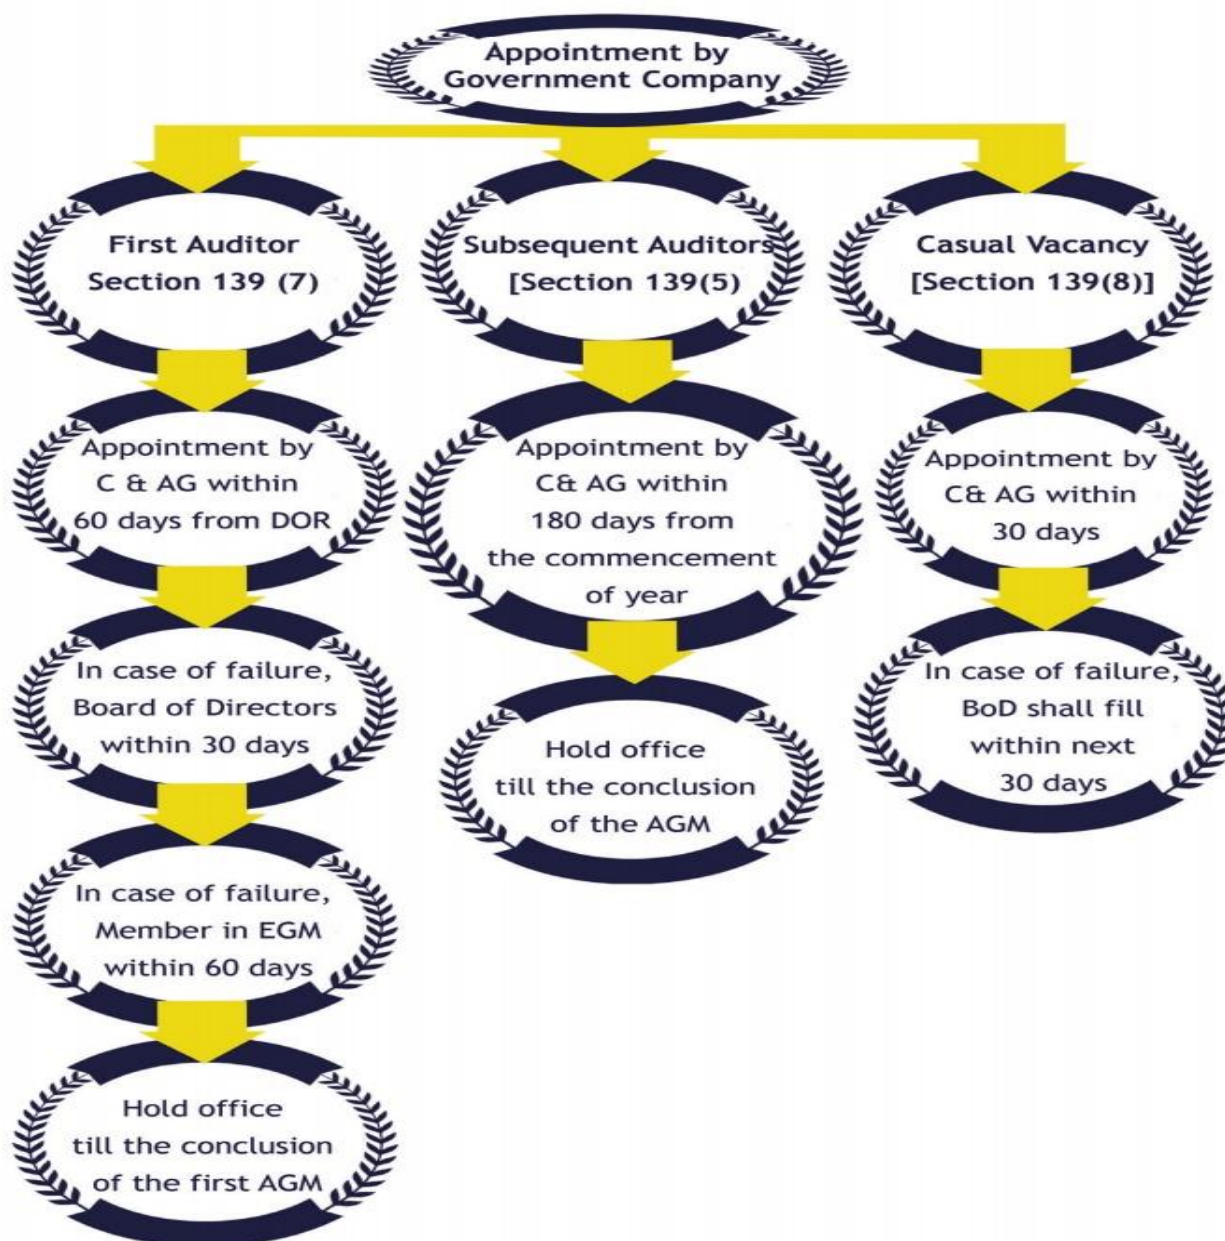 Appointment by
Government Company
First Auditor
Section 139 (7)
Appointment by
C & AG within
60 days from DOR
In case of failure,
Board of Directors
within 30 days
In case of failure,
Member in EGM
within 60 days
Hold office
till the conclusion
of the first AGM
Subsequent Auditors
[Section 139(5)
Appointment by
C& AG within
180 days from
the commencement
of year
Hold office
till the conclusion
of the AGM
Casual Vacancy
[Section 139(8)]
Appointment by
C& AG within
30 days
In case of failure,
BoD shall fill
within next
30 days